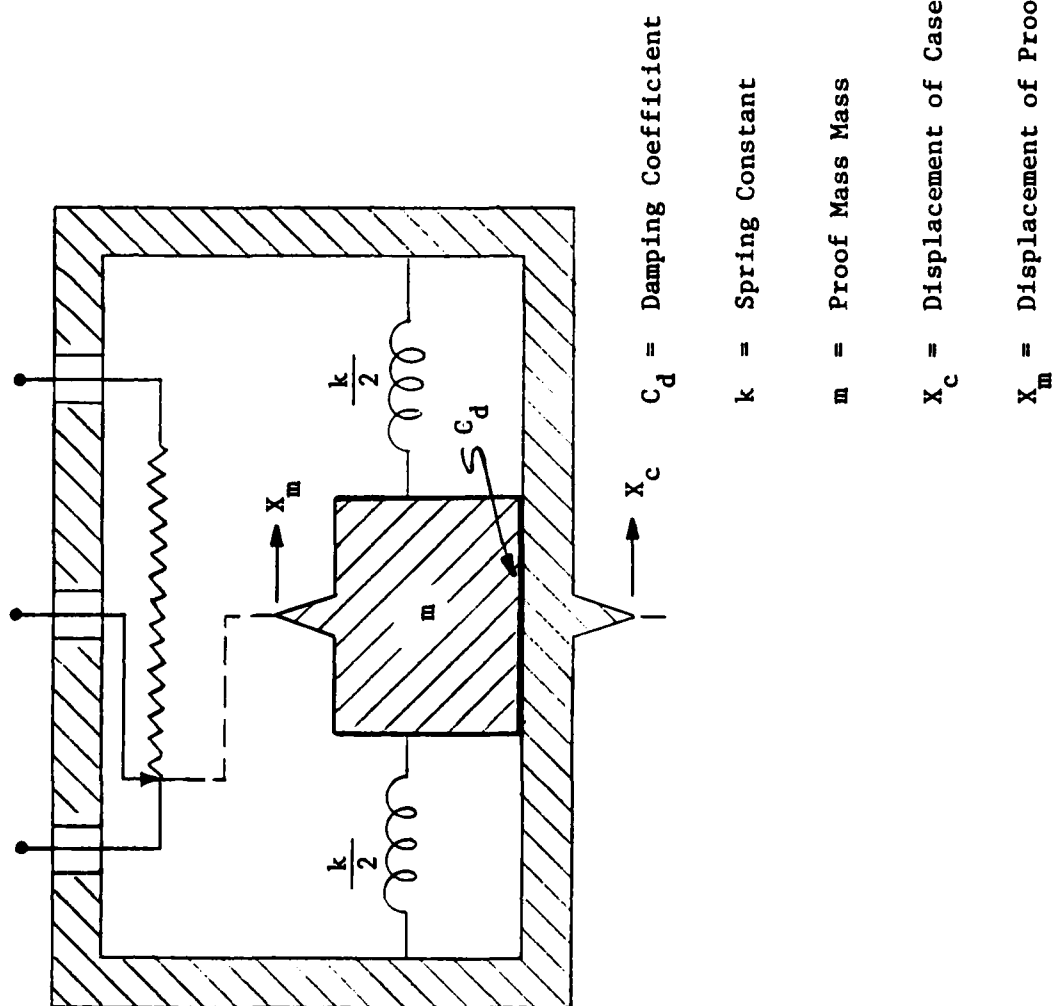 k
2
X_m
k
2
m
C_d
X_c
C_d = Damping Coefficient
k = Spring Constant
m = Proof Mass Mass
X_c = Displacement of Case
X_m = Displacement of Proo